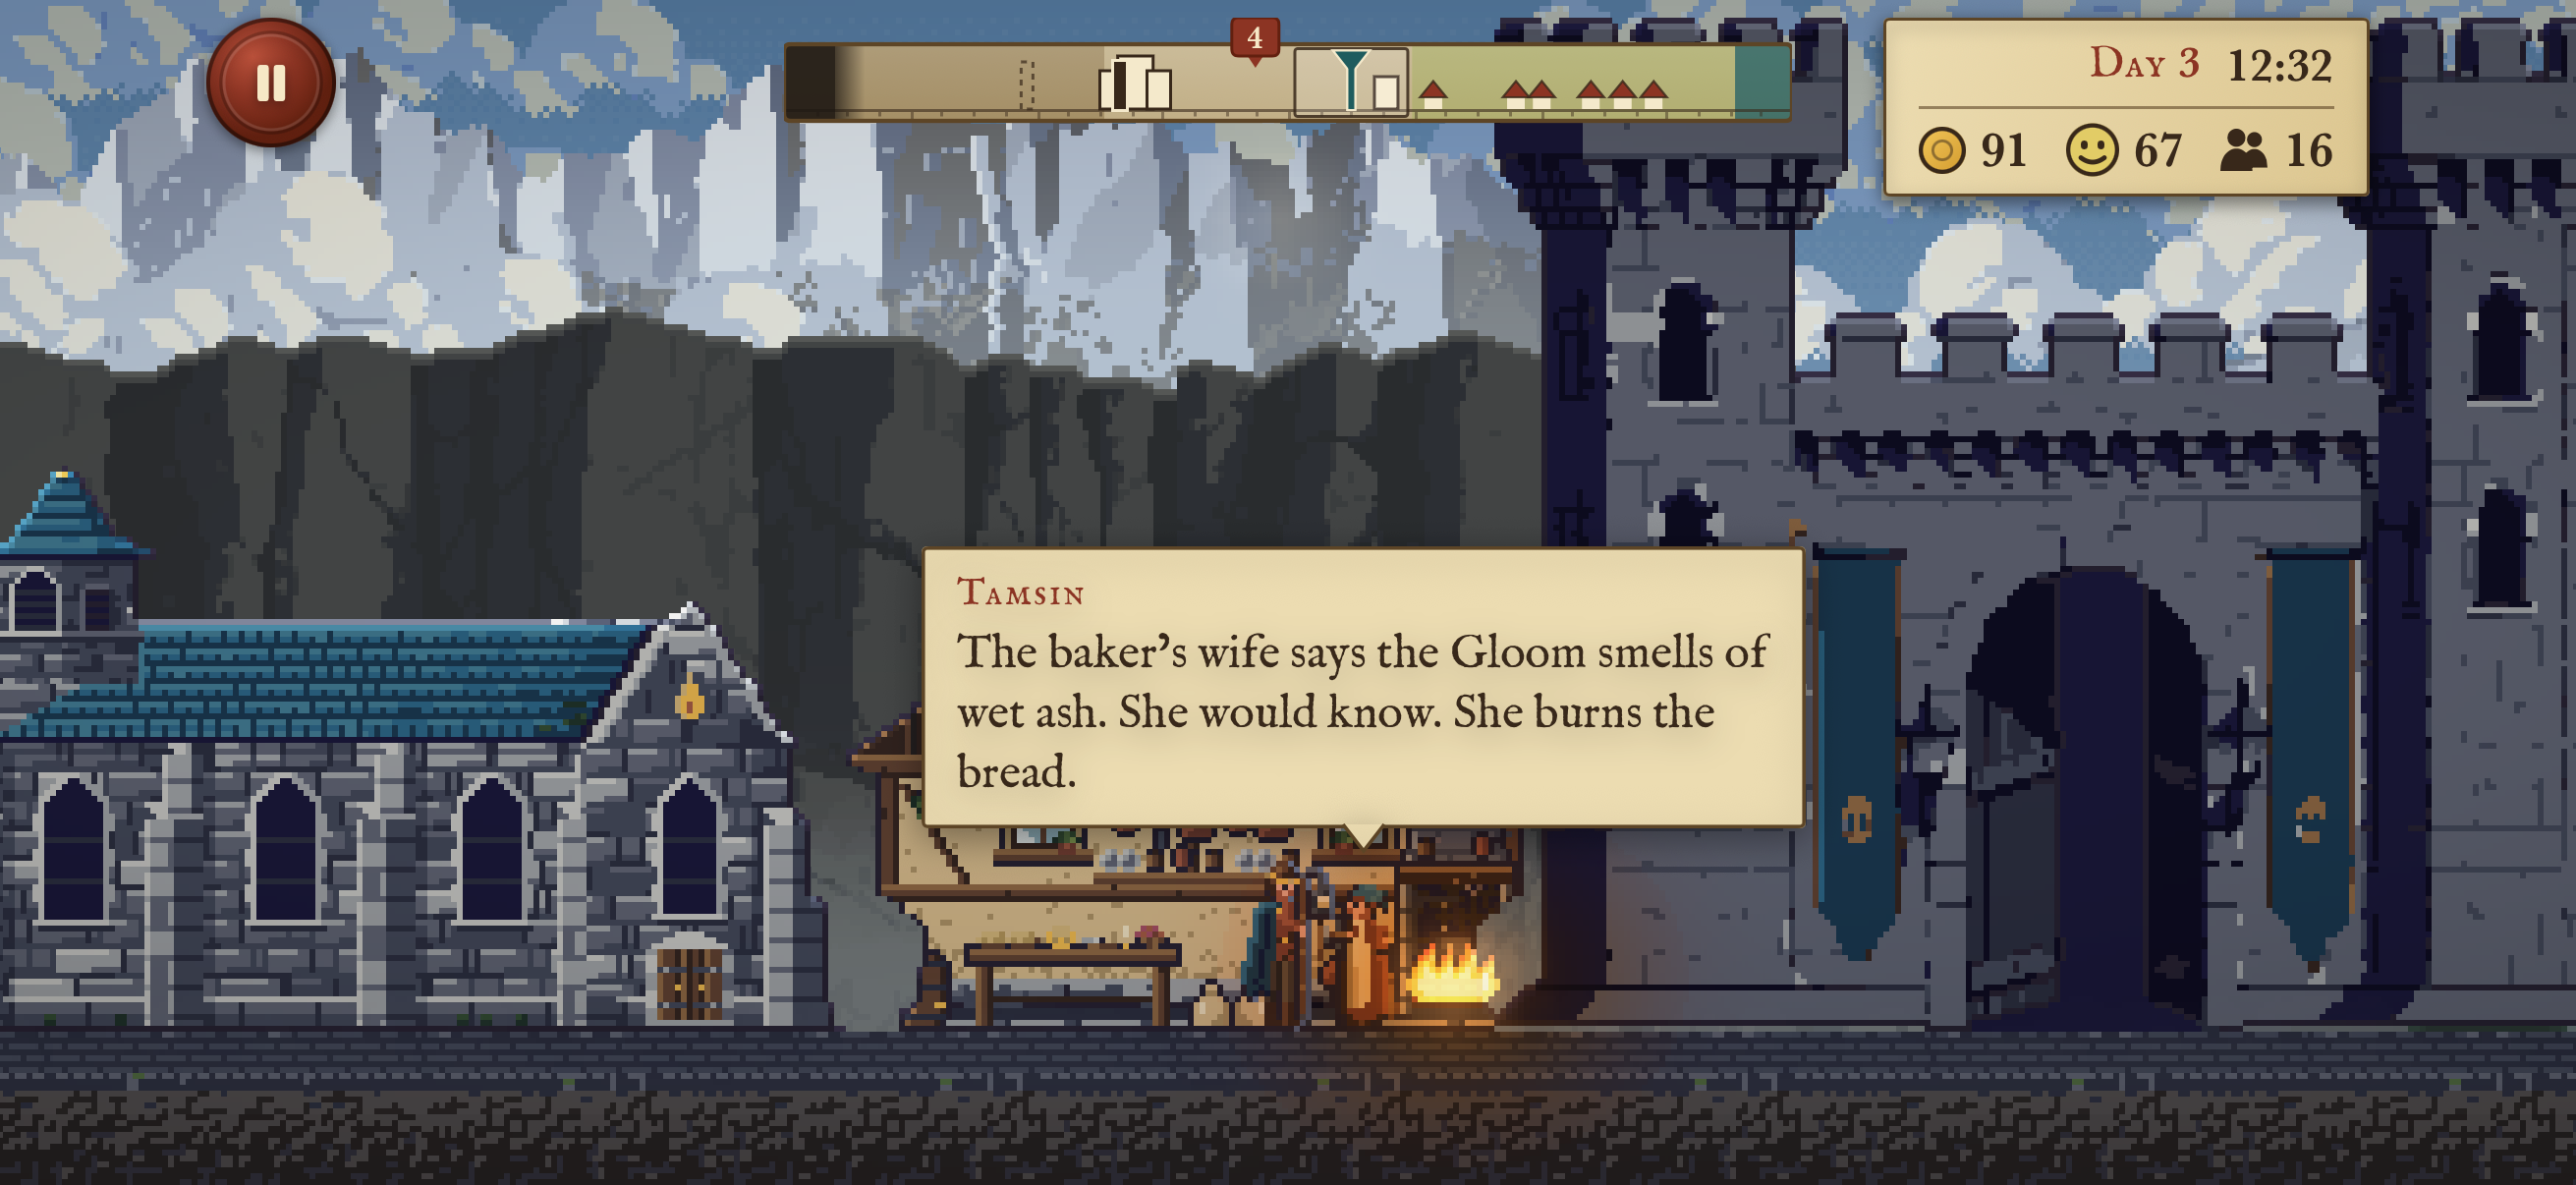 4
Day 3 12:32
91 67 16
Tamsin
The baker’s wife says the Gloom smells of
wet ash. She would know. She burns the
bread.